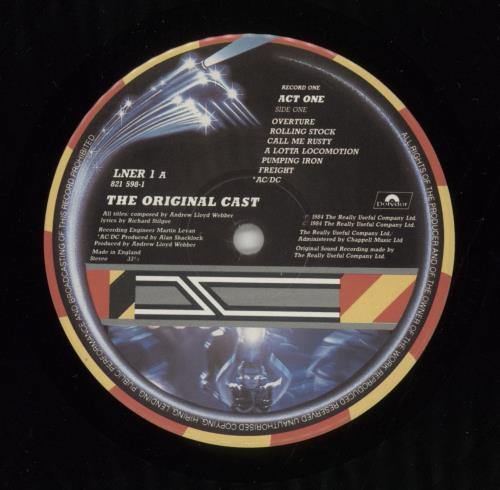 RECORD ONE
ACT ONE
SIDE ONE
OVERTURE
ROLLING STOCK
CALL ME RUSTY
A LOTTA LOCOMOTION
PUMPING IRON
FREIGHT
*AC/DC
LNER 1 A
821 598-1
THE ORIGINAL CAST
All titles: composed by Andrew Lloyd Webber
lyrics by Richard Stilgoe
Recording Engineers Martin Levan
*AC/DC Produced by Alan Shacklock
Produced by Andrew Lloyd Webber
Made in England
Stereo 33⅓
polydor
℗ 1984 The Really Useful Company Ltd.
© 1984 The Really Useful Company Ltd.
The Really Useful Company Ltd.
Administered by Chappell Music Ltd
Original Sound Recording made by
The Really Useful Company Ltd.
ALL RIGHTS OF THE PRODUCER AND OF THE OWNER OF THE WORK REPRODUCED RESERVED. UNAUTHORISED COPYING, HIRING, LENDING, PUBLIC PERFORMANCE AND BROADCASTING OF THIS RECORD PROHIBITED